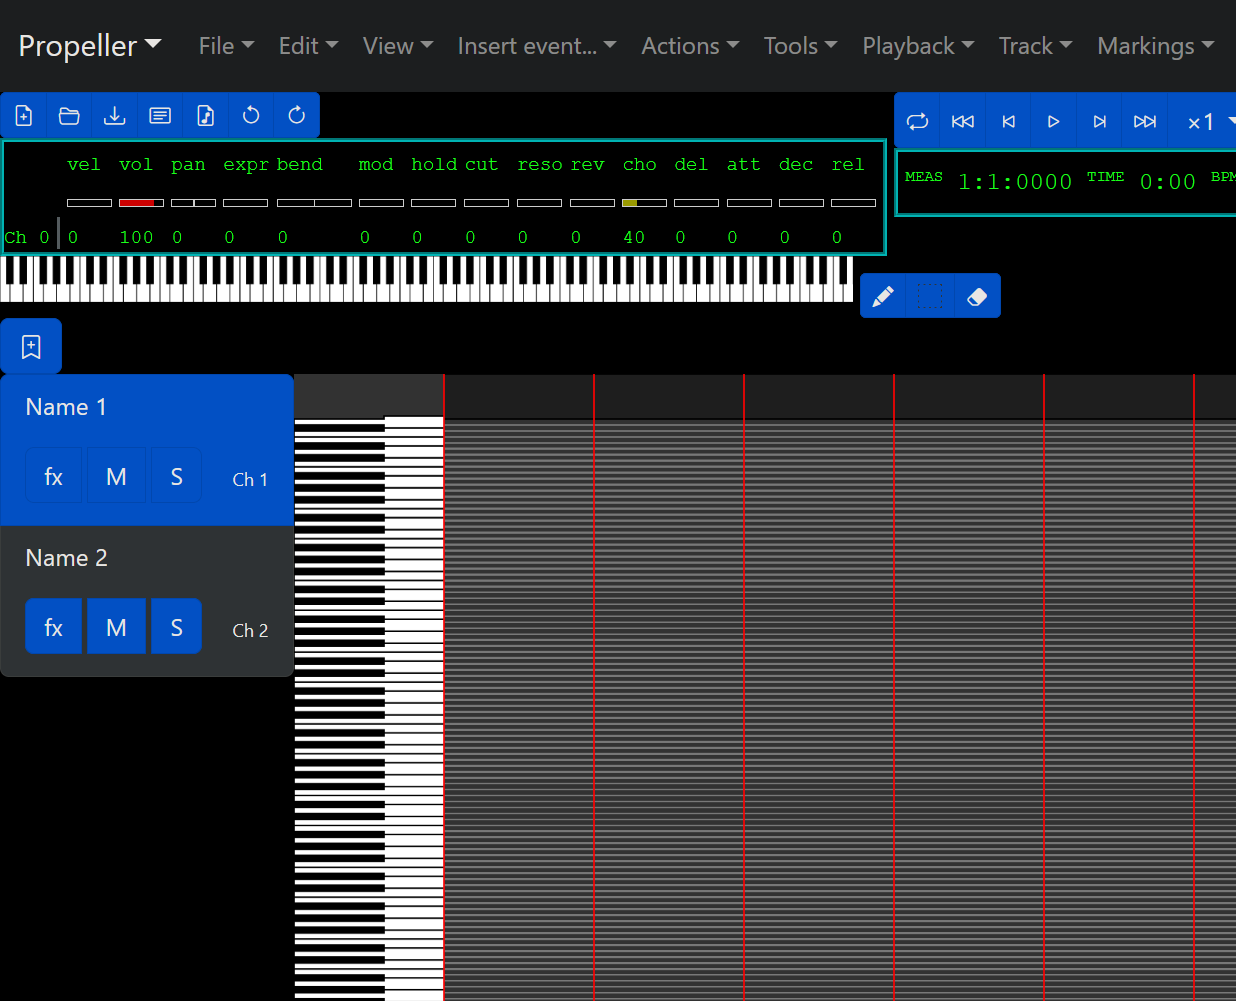 Propeller File Edit View Insert event... Actions Tools Playback Track Markings
×1
vel vol pan expr bend mod hold cut reso rev cho del att dec rel
MEAS 1:1:0000 TIME 0:00 BPM
Ch 0 0 100 0 0 0 0 0 0 0 0 40 0 0 0 0
Name 1
fx M S Ch 1
Name 2
fx M S Ch 2